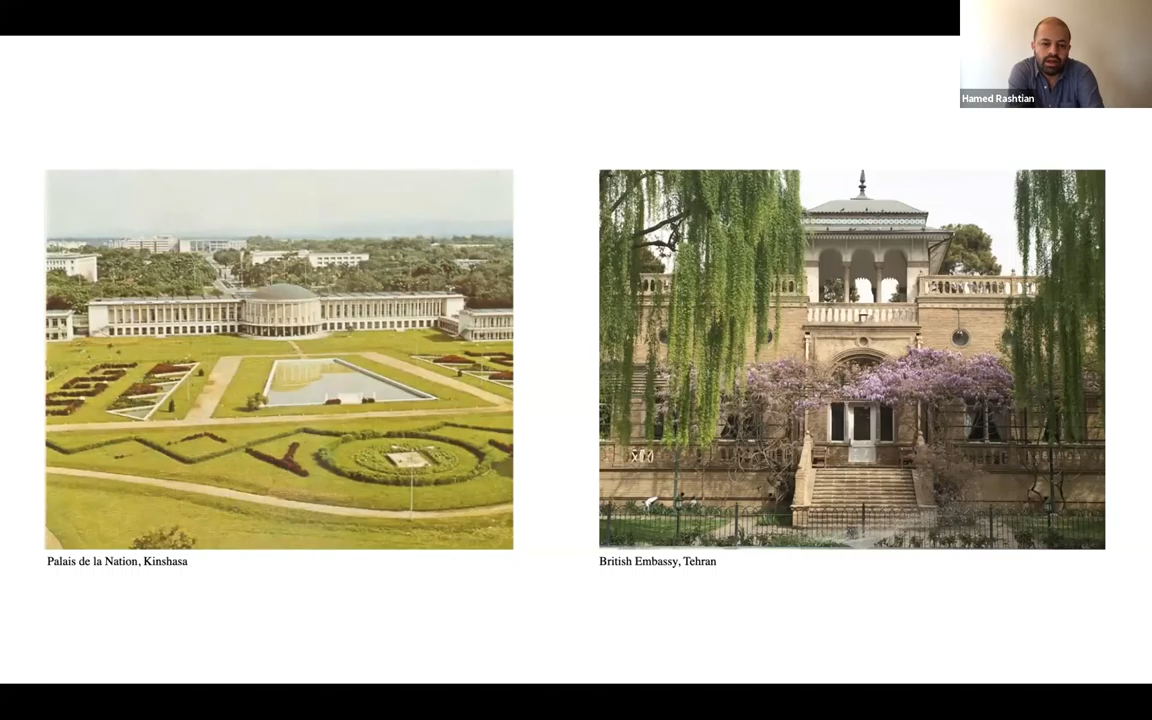 Hamed Rashtian
Palais de la Nation, Kinshasa
British Embassy, Tehran